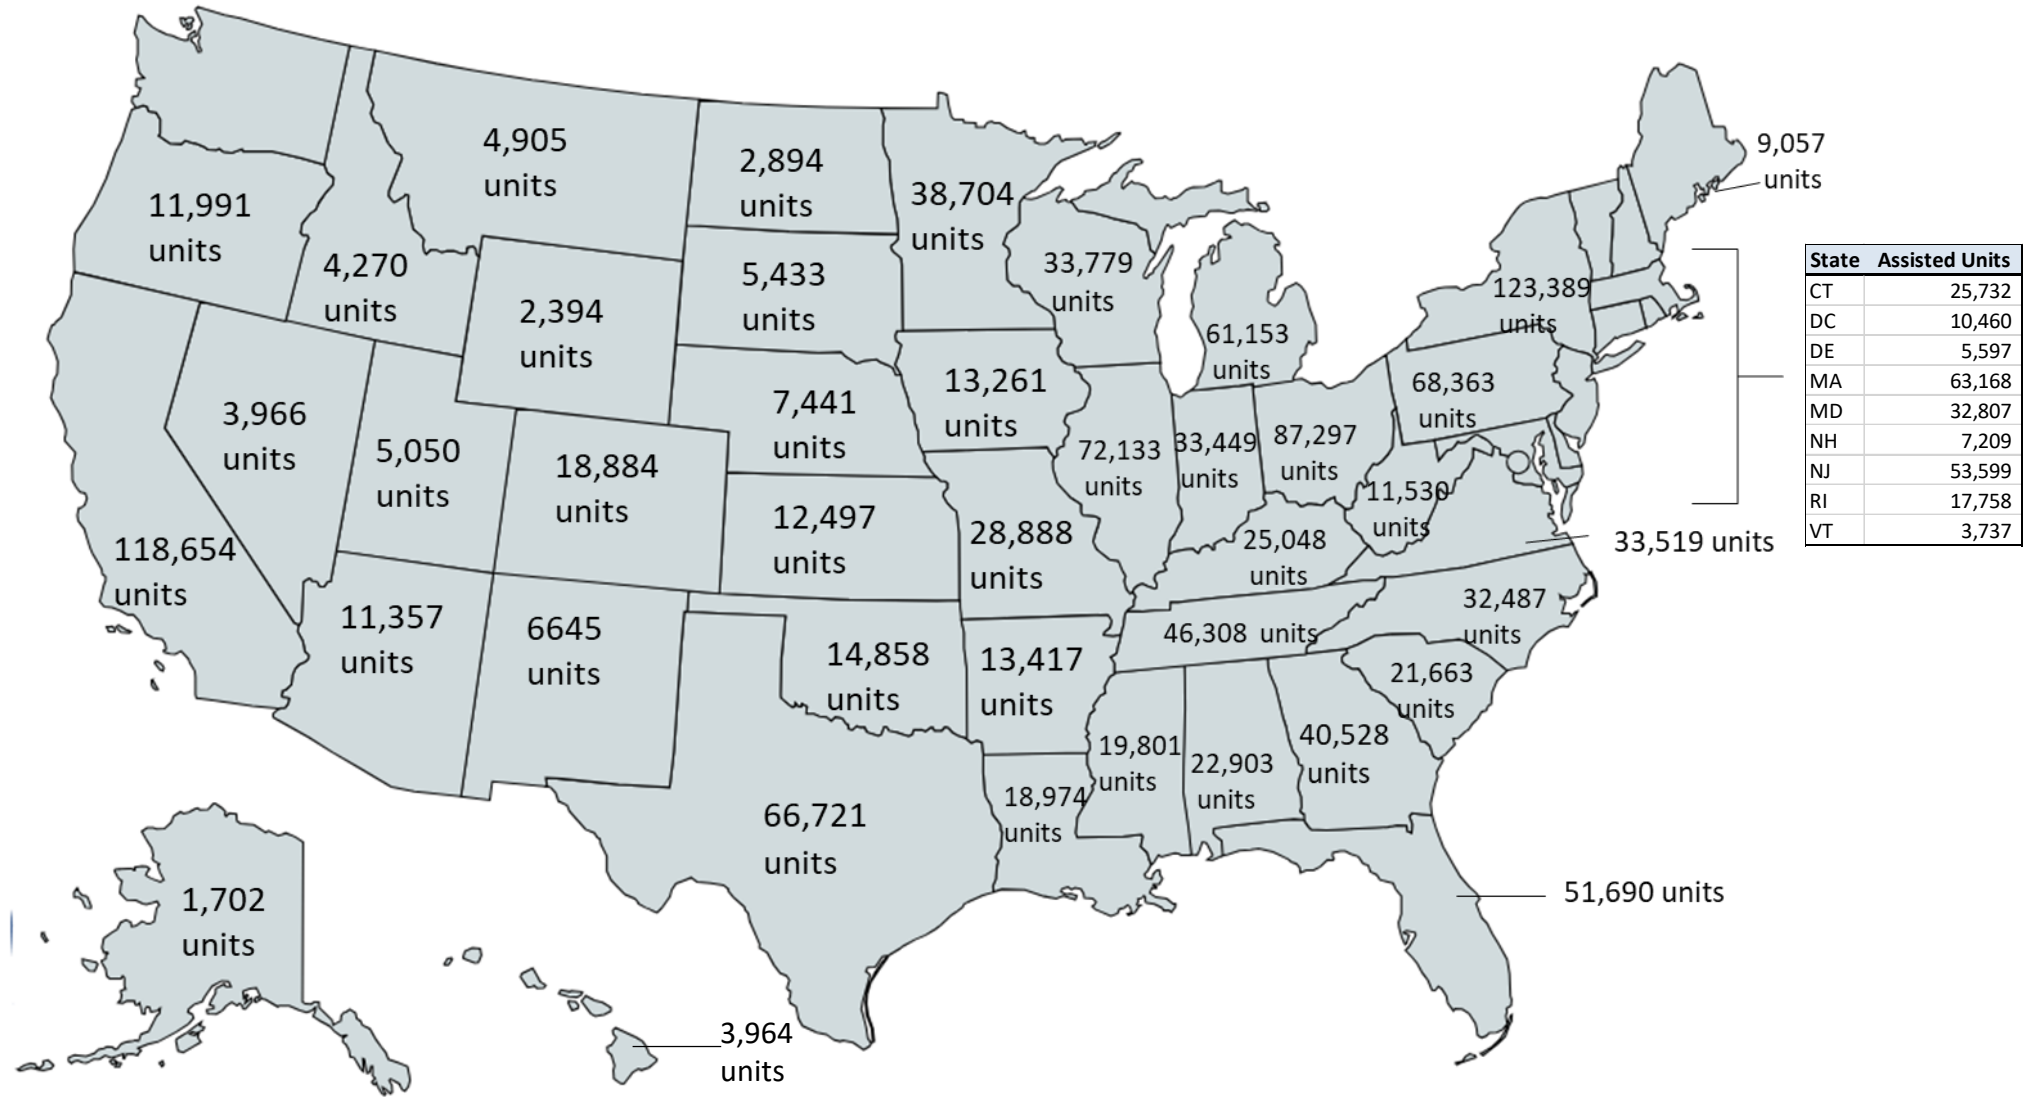 9,057
units
4,905
units
2,894
units
38,704
units
11,991
units
4,270
units
5,433
units
33,779
units
2,394
units
123,389
units
61,153
units
State Assisted Units
CT 25,732
DC 10,460
DE 5,597
MA 63,168
MD 32,807
NH 7,209
NJ 53,599
RI 17,758
VT 3,737
3,966
units
7,441
units
13,261
units
68,363
units
5,050
units
18,884
units
72,133
units
33,449
units
87,297
units
11,530
units
118,654
units
12,497
units
28,888
units
25,048
units
33,519 units
11,357
units
6645
units
14,858
units
13,417
units
46,308 units
32,487
units
21,663
units
19,801
units
22,903
units
40,528
units
66,721
units
18,974
units
51,690 units
1,702
units
3,964
units